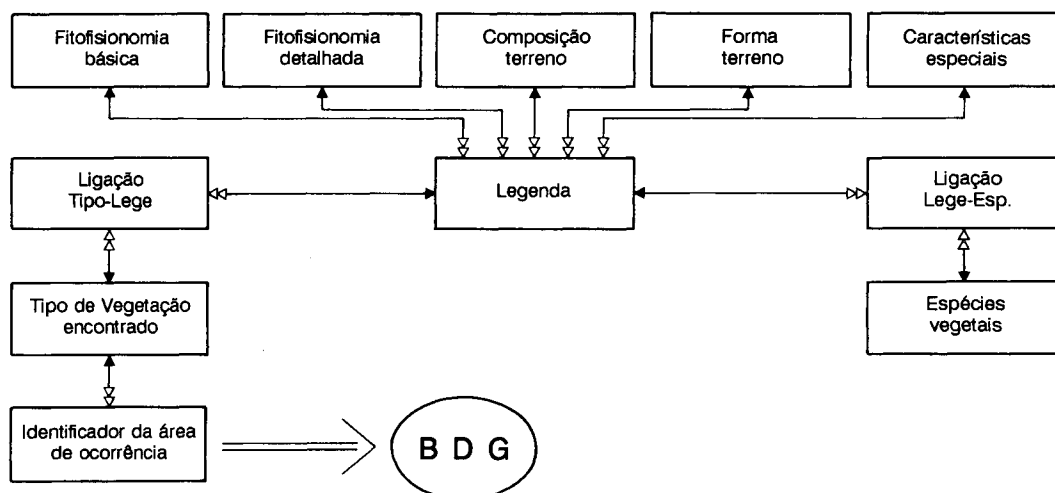 Fitofisionomia
básica
Fitofisionomia
detalhada
Composição
terreno
Forma
terreno
Características
especiais
Ligação
Tipo-Lege
Legenda
Ligação
Lege-Esp.
Tipo de Vegetação
encontrado
Espécies
vegetais
Identificador da área
de ocorrência
B D G